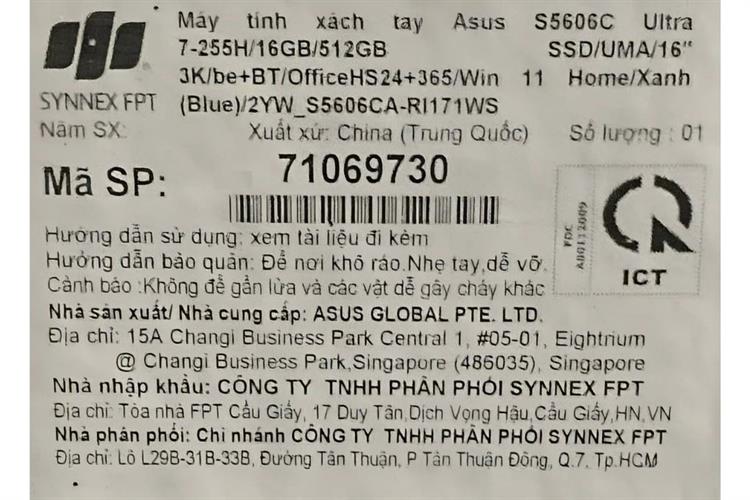 Máy tính xách tay Asus S5606C Ultra
7-255H/16GB/512GB SSD/UMA/16"
3K/be+BT/OfficeHS24+365/Win 11 Home/Xanh
(Blue)/2YW_S5606CA-RI171WS
SYNNEX FPT
Năm SX: Xuất xứ: China (Trung Quốc) Số lượng : 01
Mã SP: 71069730
Hướng dẫn sử dụng: xem tài liệu đi kèm
Hướng dẫn bảo quản: Để nơi khô ráo.Nhẹ tay,dễ vỡ.
Cảnh báo :Không để gần lửa và các vật dễ gây cháy khác
FDC
A0112009
ICT
Nhà sản xuất/ Nhà cung cấp: ASUS GLOBAL PTE. LTD.
Địa chỉ: 15A Changi Business Park Central 1, #05-01, Eightrium
@ Changi Business Park,Singapore (486035), Singapore
Nhà nhập khẩu: CÔNG TY TNHH PHÂN PHỐI SYNNEX FPT
Địa chỉ: Tòa nhà FPT Cầu Giấy, 17 Duy Tân,Dịch Vọng Hậu,Cầu Giấy,HN,VN
Nhà phân phối: Chi nhánh CÔNG TY TNHH PHÂN PHỐI SYNNEX FPT
Địa chỉ: Lô L29B-31B-33B, Đường Tân Thuận, P Tân Thuận Đông, Q.7, Tp.HCM